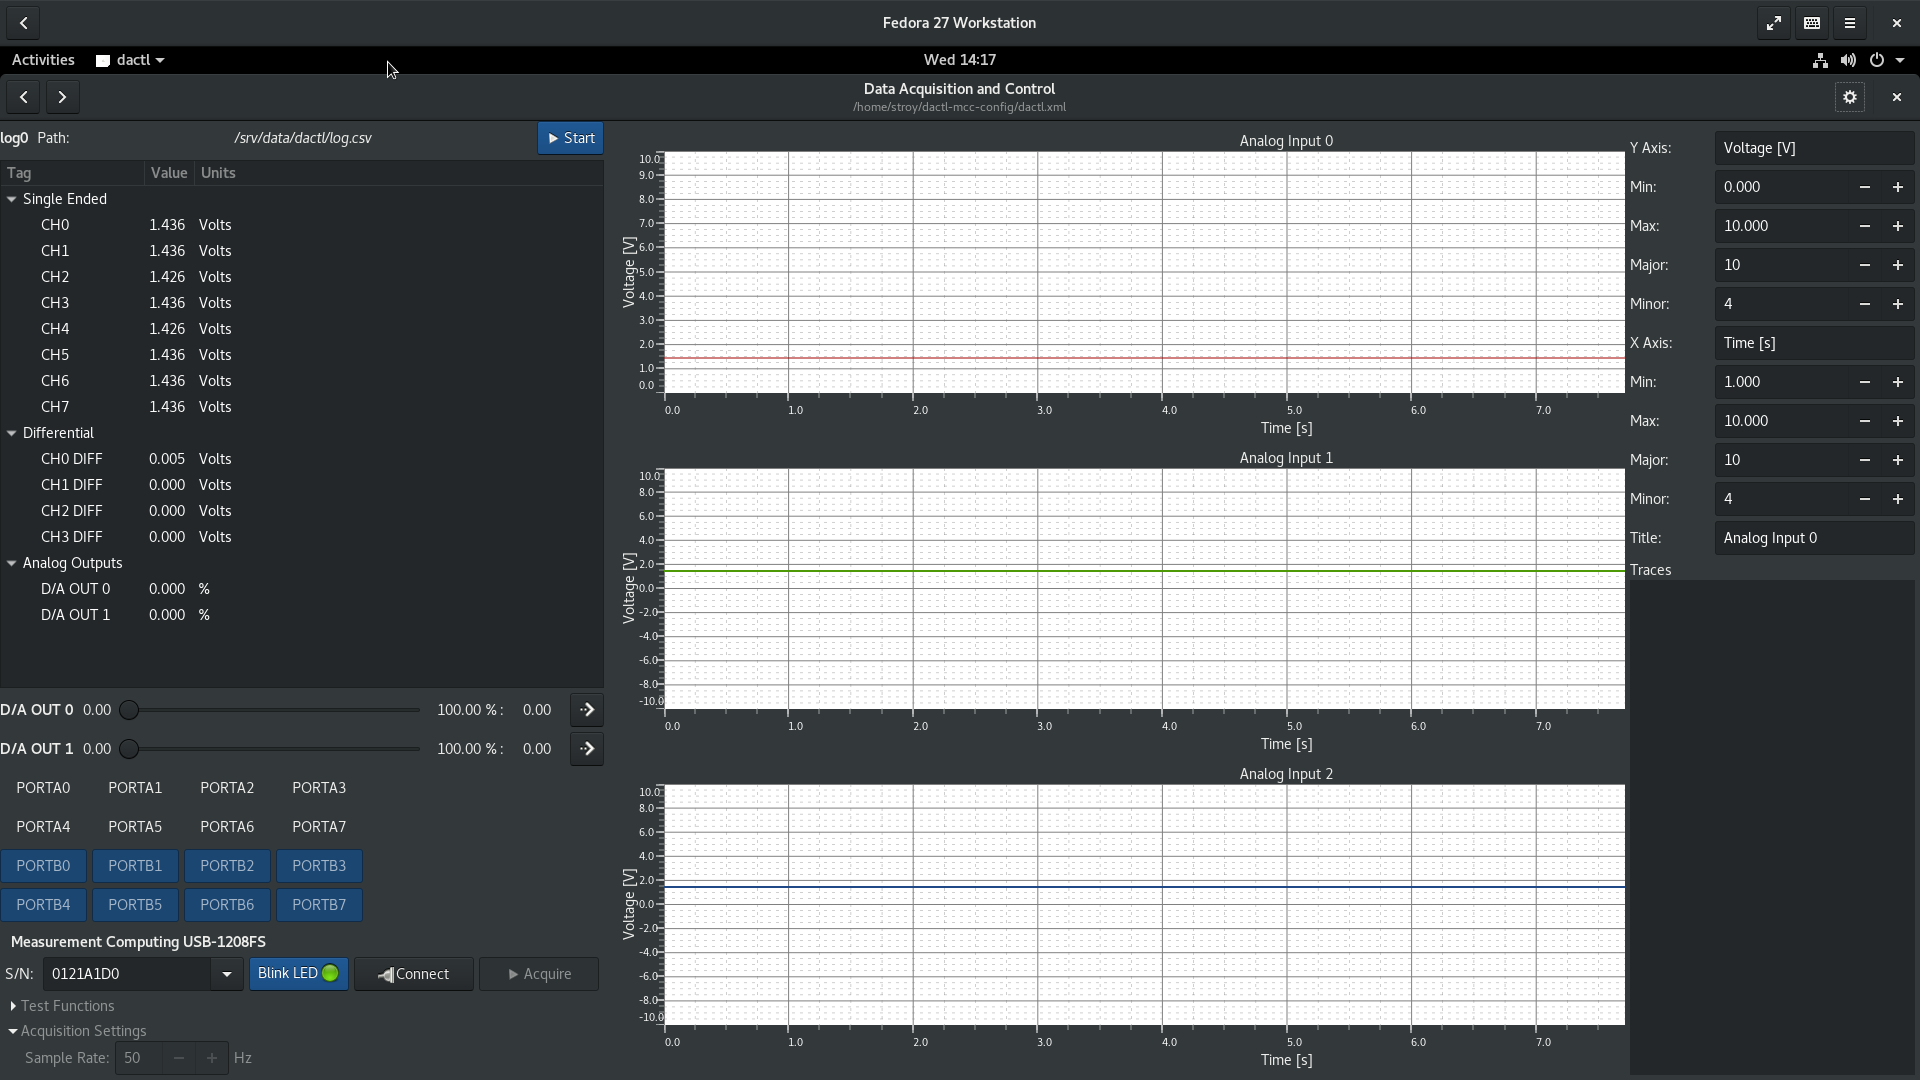 Fedora 27 Workstation
Activities dactl Wed 14:17
Data Acquisition and Control
/home/stroy/dactl-mcc-config/dactl.xml
log0 Path: /srv/data/dactl/log.csv Start
Tag Value Units
Single Ended
CH0 1.436 Volts
CH1 1.436 Volts
CH2 1.426 Volts
CH3 1.436 Volts
CH4 1.426 Volts
CH5 1.436 Volts
CH6 1.436 Volts
CH7 1.436 Volts
Differential
CH0 DIFF 0.005 Volts
CH1 DIFF 0.000 Volts
CH2 DIFF 0.000 Volts
CH3 DIFF 0.000 Volts
Analog Outputs
D/A OUT 0 0.000 %
D/A OUT 1 0.000 %
D/A OUT 0 0.00 100.00 % : 0.00
D/A OUT 1 0.00 100.00 % : 0.00
PORTA0 PORTA1 PORTA2 PORTA3
PORTA4 PORTA5 PORTA6 PORTA7
PORTB0 PORTB1 PORTB2 PORTB3
PORTB4 PORTB5 PORTB6 PORTB7
Measurement Computing USB-1208FS
S/N: 0121A1D0 Blink LED Connect Acquire
Test Functions
Acquisition Settings
Sample Rate: 50 Hz
Analog Input 0
Voltage [V]
10.0
9.0
8.0
7.0
6.0
5.0
4.0
3.0
2.0
1.0
0.0
0.0 1.0 2.0 3.0 4.0 5.0 6.0 7.0
Time [s]
Analog Input 1
Voltage [V]
10.0
8.0
6.0
4.0
2.0
0.0
-2.0
-4.0
-6.0
-8.0
-10.0
0.0 1.0 2.0 3.0 4.0 5.0 6.0 7.0
Time [s]
Analog Input 2
Voltage [V]
10.0
8.0
6.0
4.0
2.0
0.0
-2.0
-4.0
-6.0
-8.0
-10.0
0.0 1.0 2.0 3.0 4.0 5.0 6.0 7.0
Time [s]
Y Axis: Voltage [V]
Min: 0.000
Max: 10.000
Major: 10
Minor: 4
X Axis: Time [s]
Min: 1.000
Max: 10.000
Major: 10
Minor: 4
Title: Analog Input 0
Traces